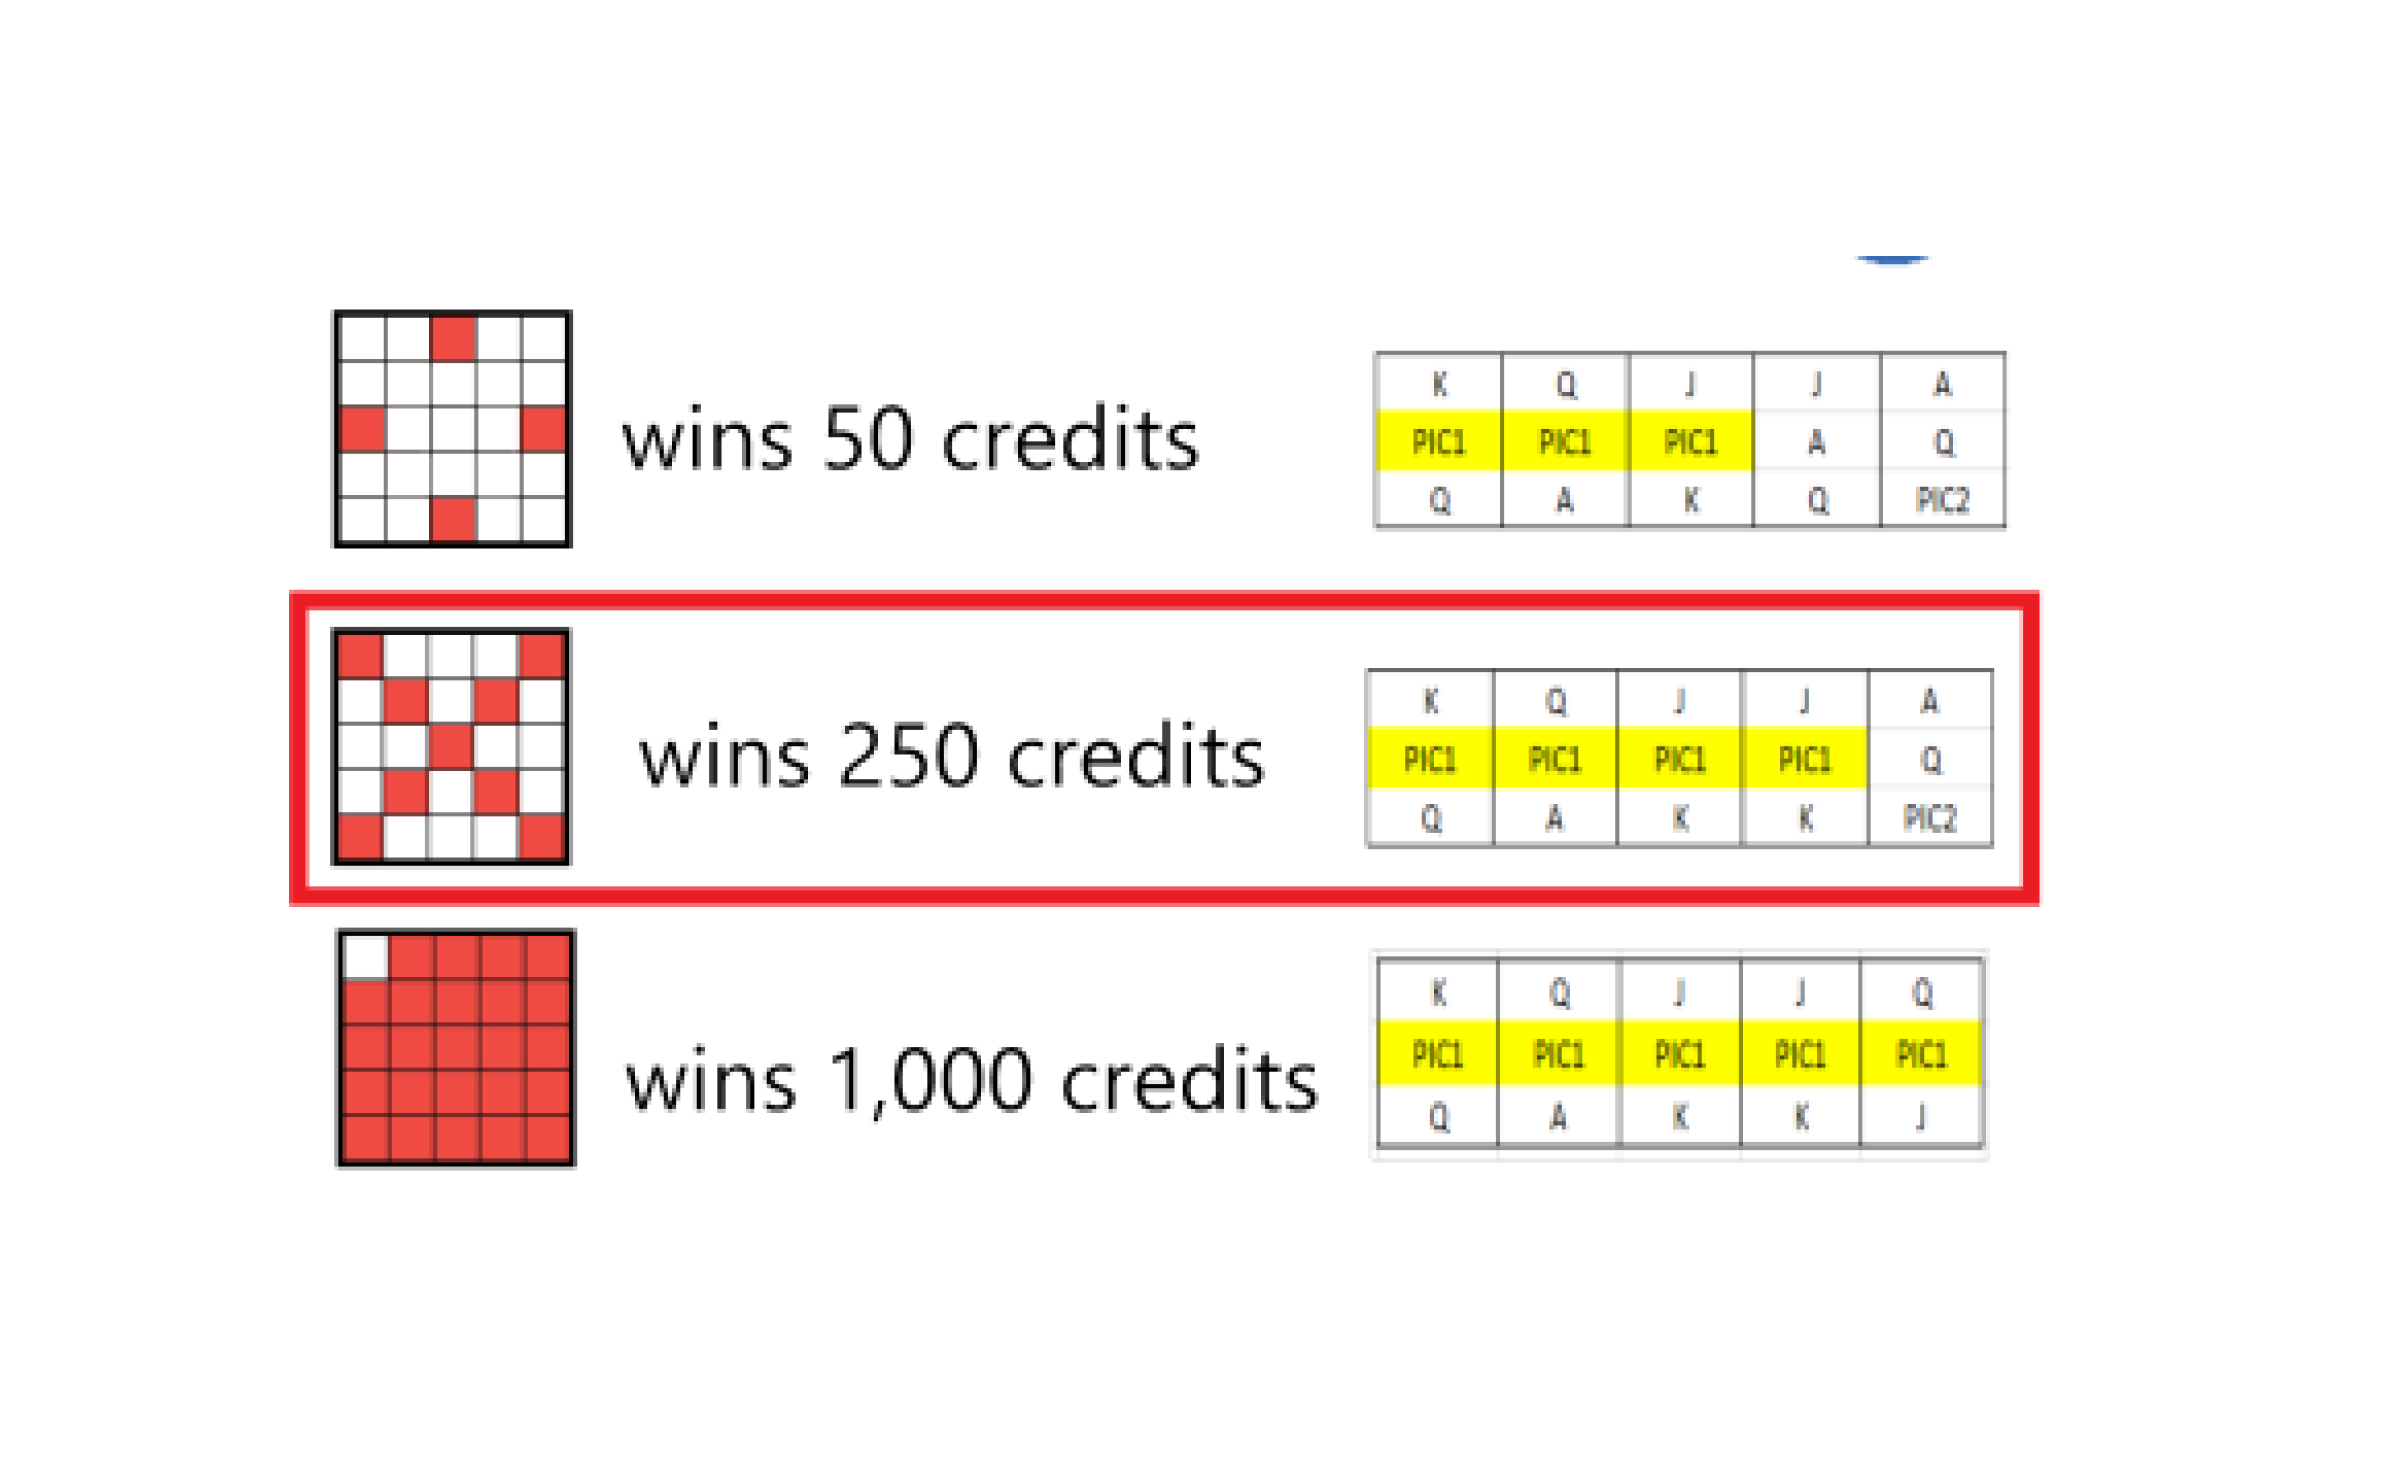 K Q J J A
wins 50 credits PIC1 PIC1 PIC1 A Q
Q A K Q PIC2
K Q J J A
wins 250 credits PIC1 PIC1 PIC1 PIC1 Q
Q A K K PIC2
K Q J J Q
wins 1,000 credits PIC1 PIC1 PIC1 PIC1 PIC1
Q A K K J